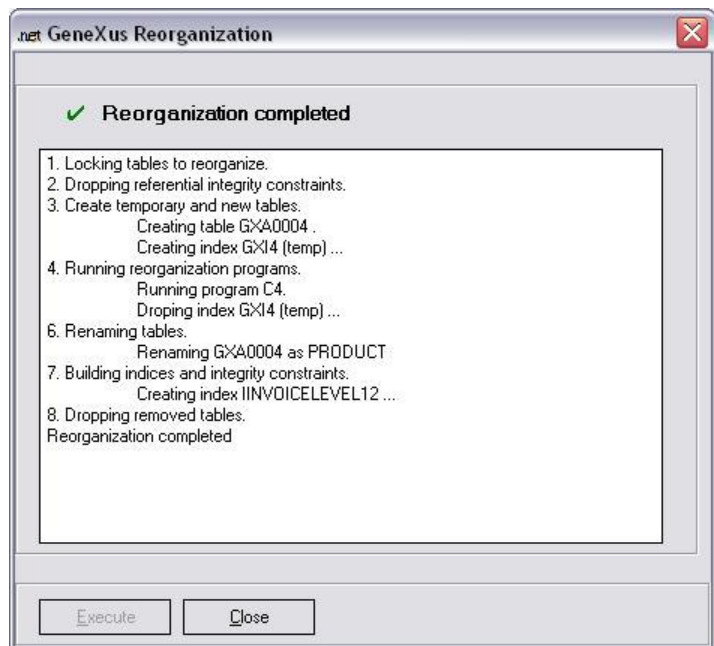 .net GeneXus Reorganization
Reorganization completed
1. Locking tables to reorganize.
2. Dropping referential integrity constraints.
3. Create temporary and new tables.
Creating table GXA0004 .
Creating index GXI4 (temp) ...
4. Running reorganization programs.
Running program C4.
Droping index GXI4 (temp) ...
6. Renaming tables.
Renaming GXA0004 as PRODUCT
7. Building indices and integrity constraints.
Creating index IINVOICELEVEL12 ...
8. Dropping removed tables.
Reorganization completed
Execute
Close